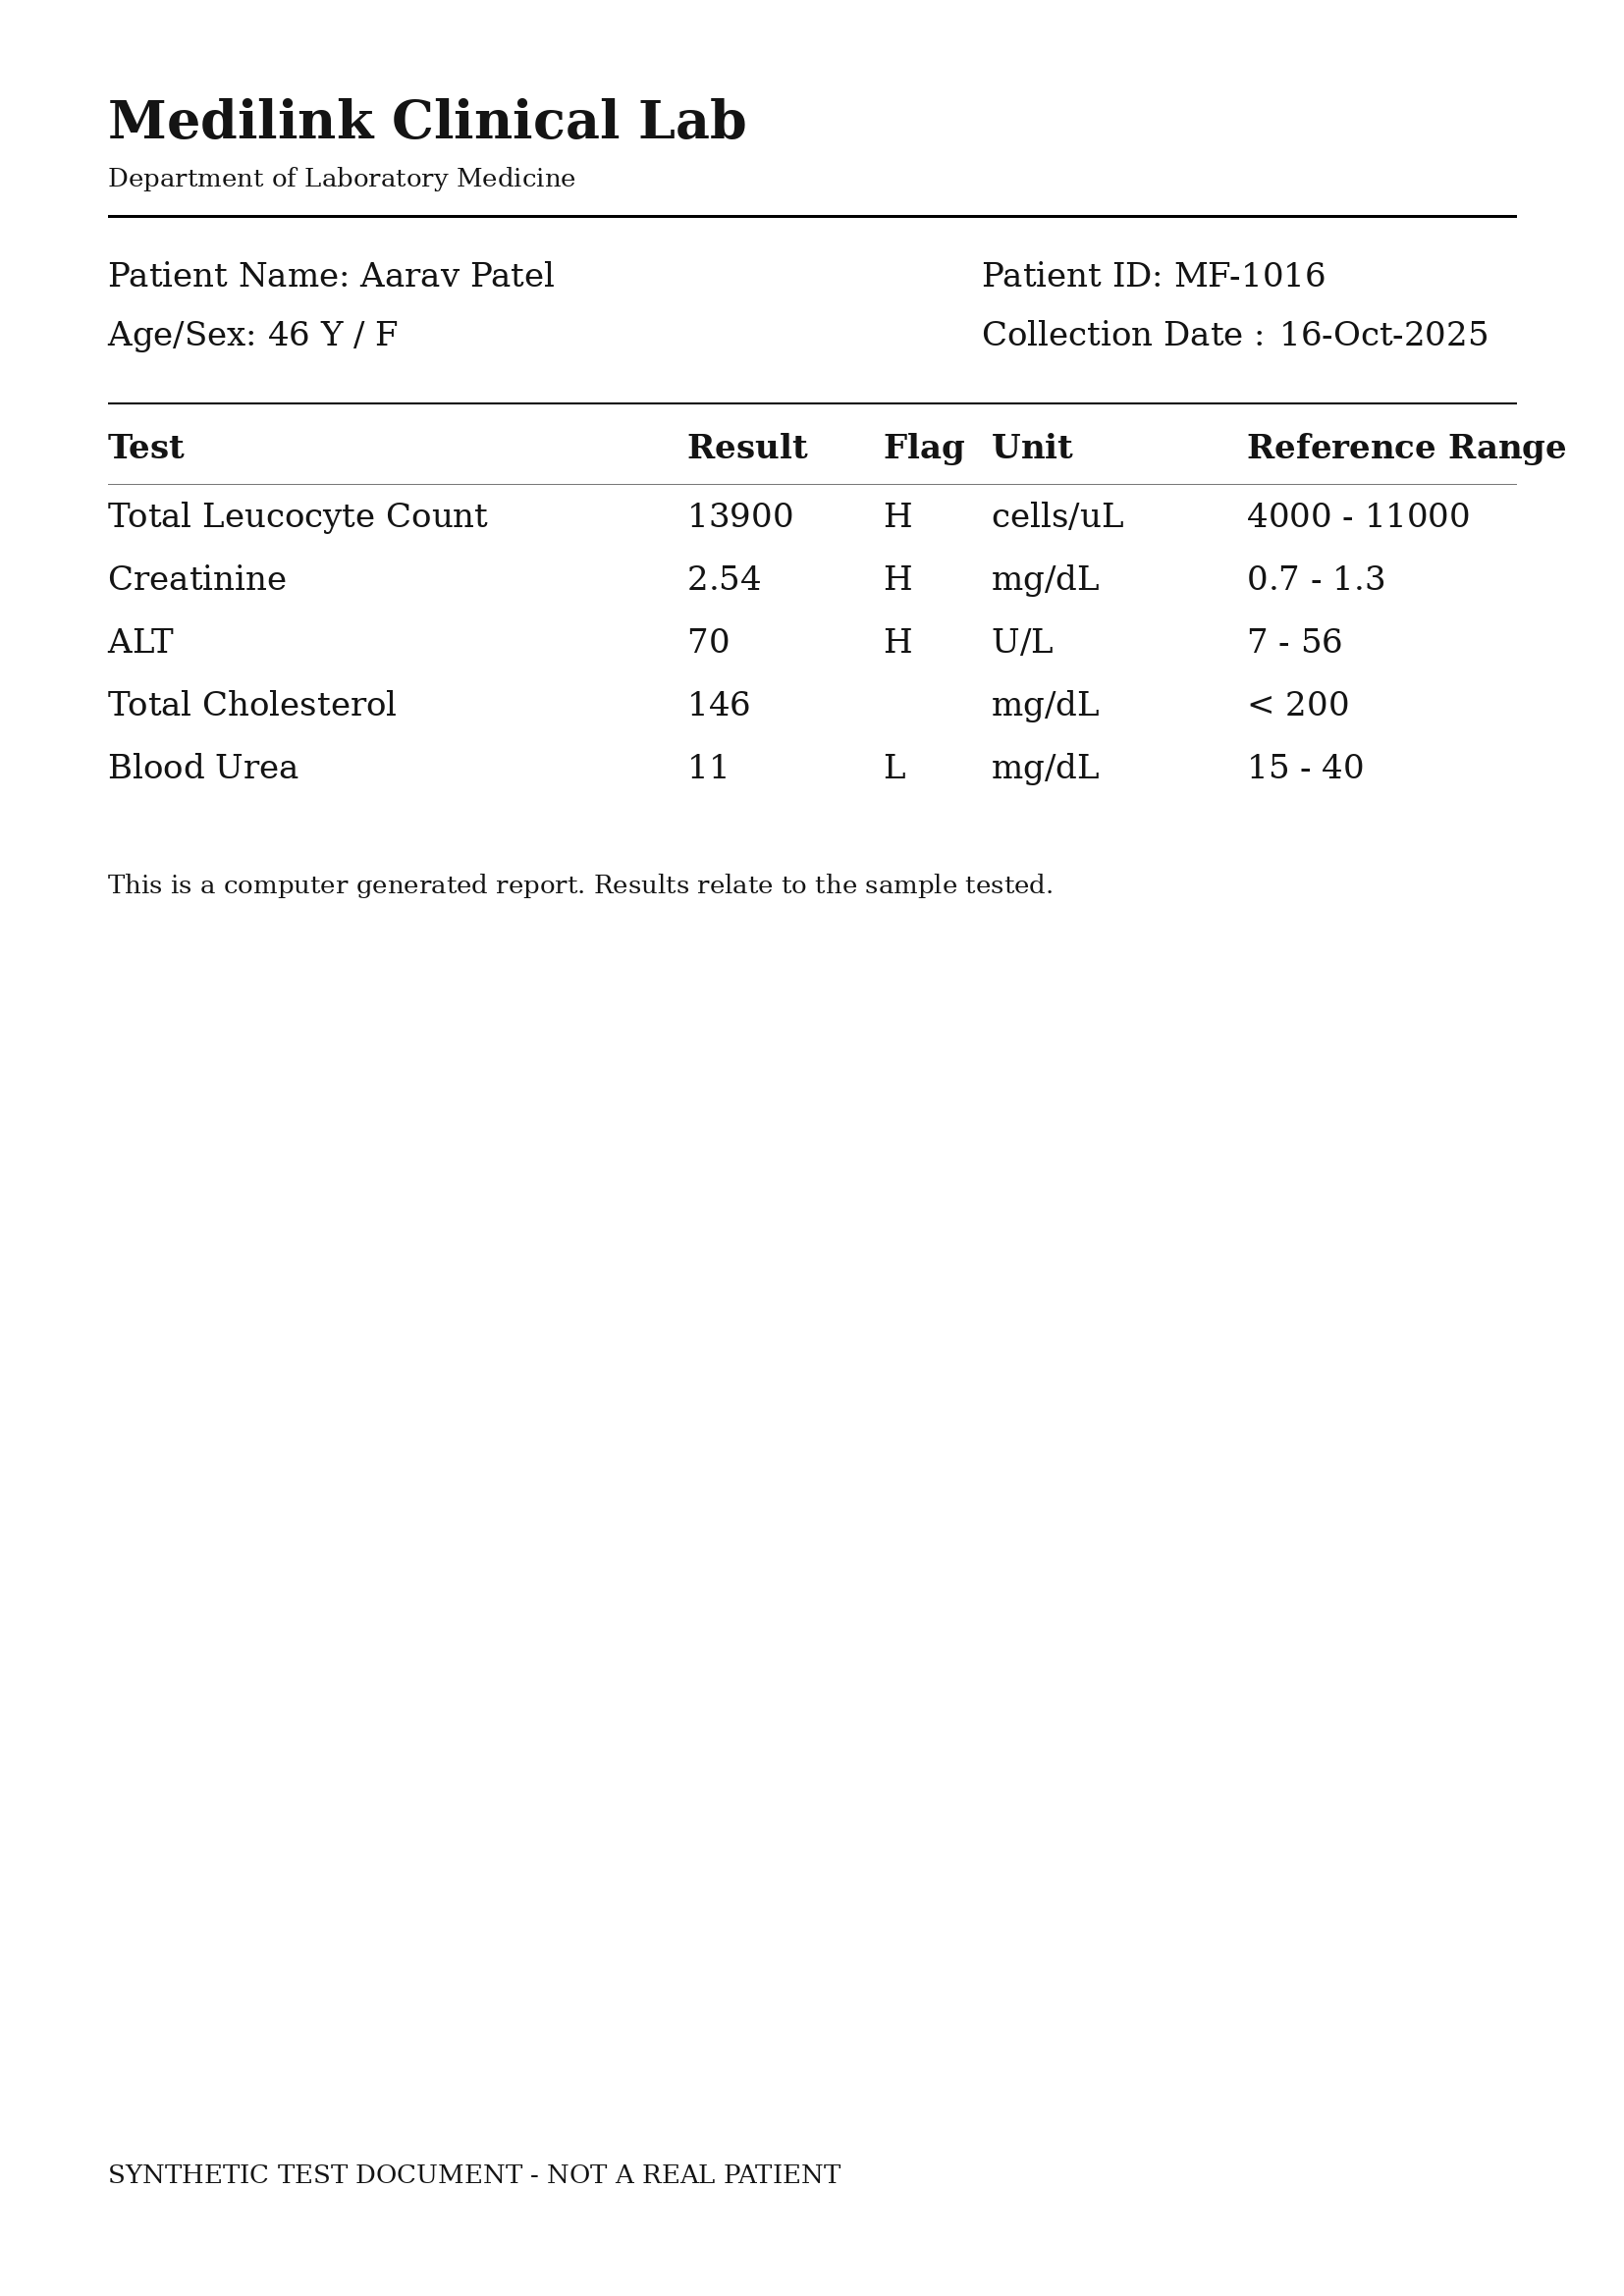 Medilink Clinical Lab
Department of Laboratory Medicine
Patient Name: Aarav Patel Patient ID: MF-1016
Age/Sex: 46 Y / F Collection Date : 16-Oct-2025
Test Result Flag Unit Reference Range
Total Leucocyte Count 13900 H cells/uL 4000 - 11000
Creatinine 2.54 H mg/dL 0.7 - 1.3
ALT 70 H U/L 7 - 56
Total Cholesterol 146 mg/dL < 200
Blood Urea 11 L mg/dL 15 - 40
This is a computer generated report. Results relate to the sample tested.
SYNTHETIC TEST DOCUMENT - NOT A REAL PATIENT